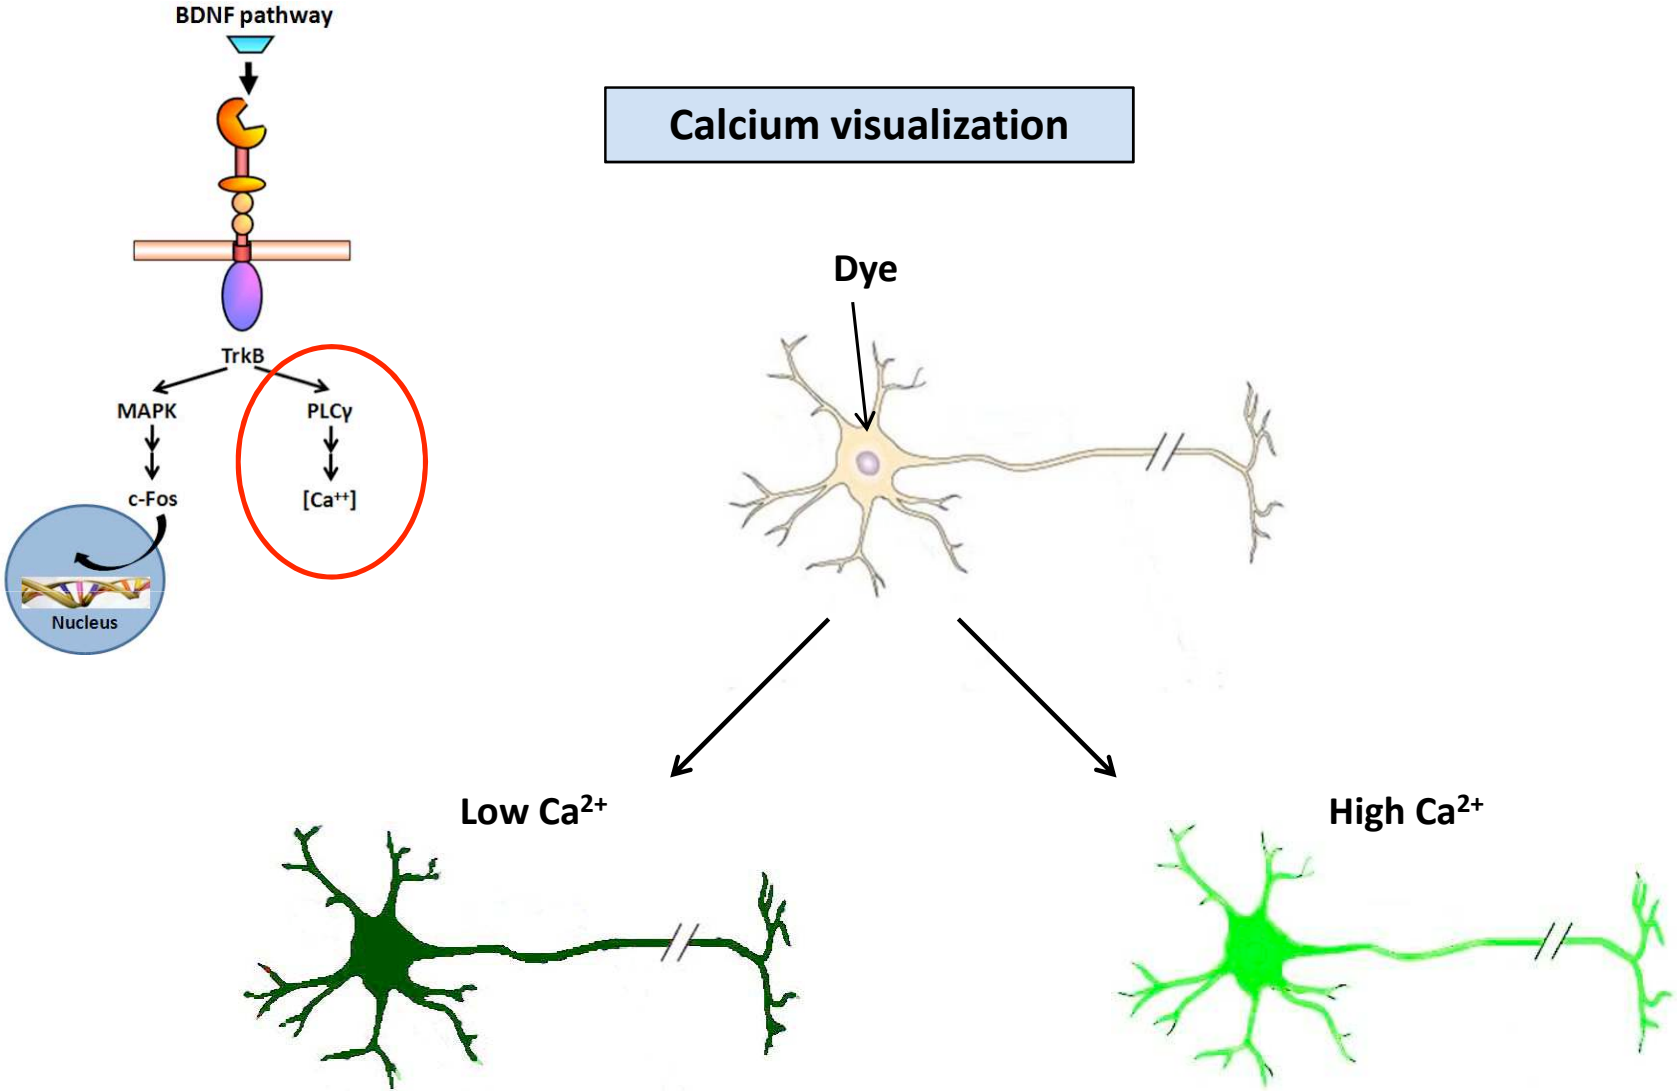 BDNF pathway
Calcium visualization
Dye
TrkB
MAPK
PLCγ
c-Fos
[Ca⁺⁺]
Nucleus
Low Ca²⁺
High Ca²⁺